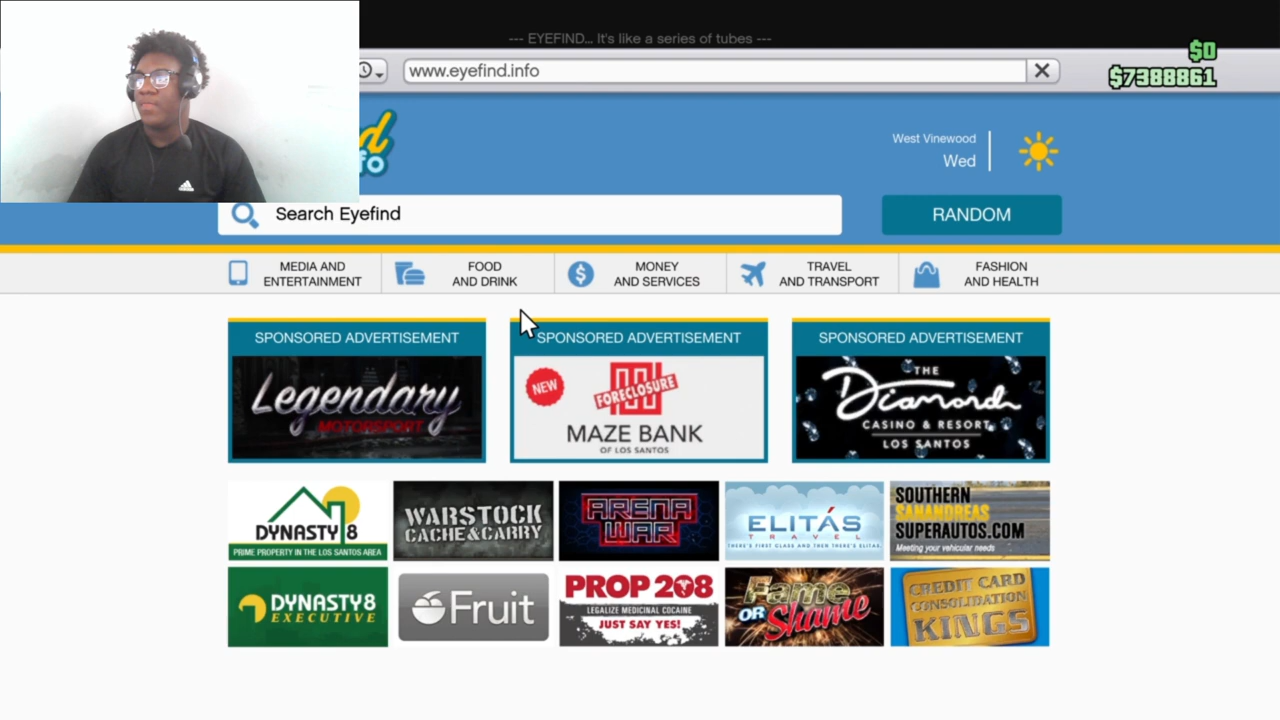 --- EYEFIND... It's like a series of tubes ---
www.eyefind.info
$0
$7388861
West Vinewood
Wed
Search Eyefind
RANDOM
MEDIA AND
ENTERTAINMENT
FOOD
AND DRINK
MONEY
AND SERVICES
TRAVEL
AND TRANSPORT
FASHION
AND HEALTH
SPONSORED ADVERTISEMENT
Legendary
MOTORSPORT
SPONSORED ADVERTISEMENT
NEW
FORECLOSURE
MAZE BANK
OF LOS SANTOS
SPONSORED ADVERTISEMENT
THE
Diamond
CASINO & RESORT
LOS SANTOS
DYNASTY 8
PRIME PROPERTY IN THE LOS SANTOS AREA
WARSTOCK
CACHE & CARRY
ARENA
WAR
ELITÁS
TRAVEL
THERE'S FIRST CLASS AND THEN THERE'S ELITAS
SOUTHERN
SANANDREAS
SUPERAUTOS.COM
Meeting your vehicular needs
DYNASTY 8
EXECUTIVE
Fruit
PROP 208
LEGALIZE MEDICINAL COCAINE
JUST SAY YES!
Fame
OR Shame
CREDIT CARD
CONSOLIDATION
KINGS